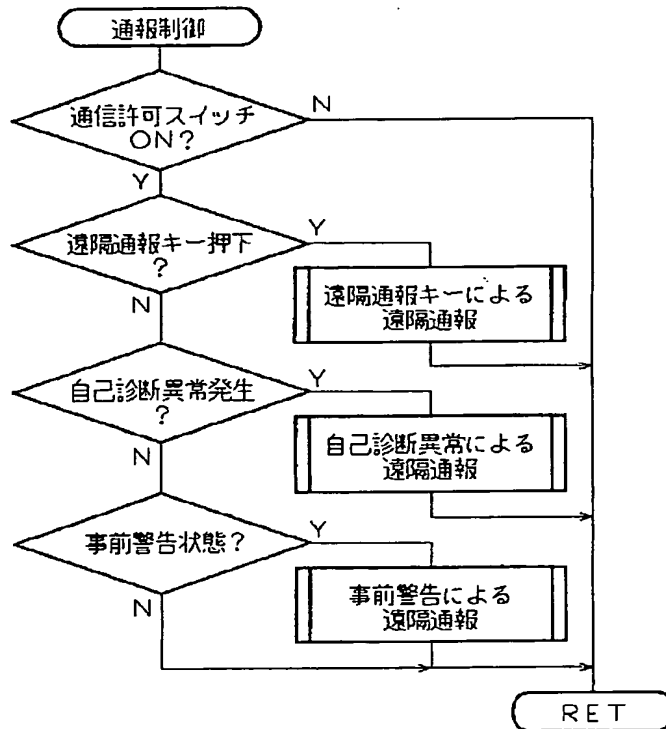 通報制御
通信許可スイッチ
ON?
N
Y
遠隔通報キー押下
?
Y
N
遠隔通報キーによる
遠隔通報
自己診断異常発生
?
Y
N
自己診断異常による
遠隔通報
事前警告状態?
Y
N
事前警告による
遠隔通報
RET